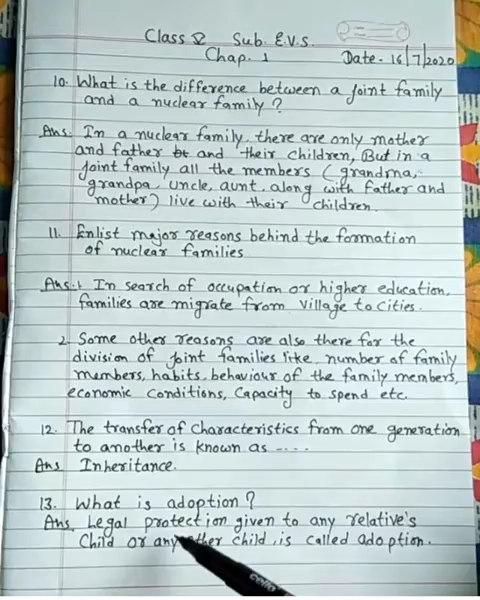 Class V Sub. E.V.S.
Chap. 1 Date - 16/7/2020
10. What is the difference between a joint family
and a nuclear family?
Ans. In a nuclear family, there are only mother
and father bt and their children, But in a
joint family all the members (grandma,
grandpa, uncle, aunt, along with father and
mother) live with their children.
11. Enlist major reasons behind the formation
of nuclear families
Ans.1. In search of occupation or higher education,
families are migrate from village to cities.
2. Some other reasons are also there for the
division of joint families like, number of family
members, habits, behaviour of the family members,
economic conditions, Capacity to spend etc.
12. The transfer of characteristics from one generation
to another is known as ----
Ans. Inheritance.
13. What is adoption?
Ans. Legal protection given to any relative's
Child or any other child, is called adoption.
cello